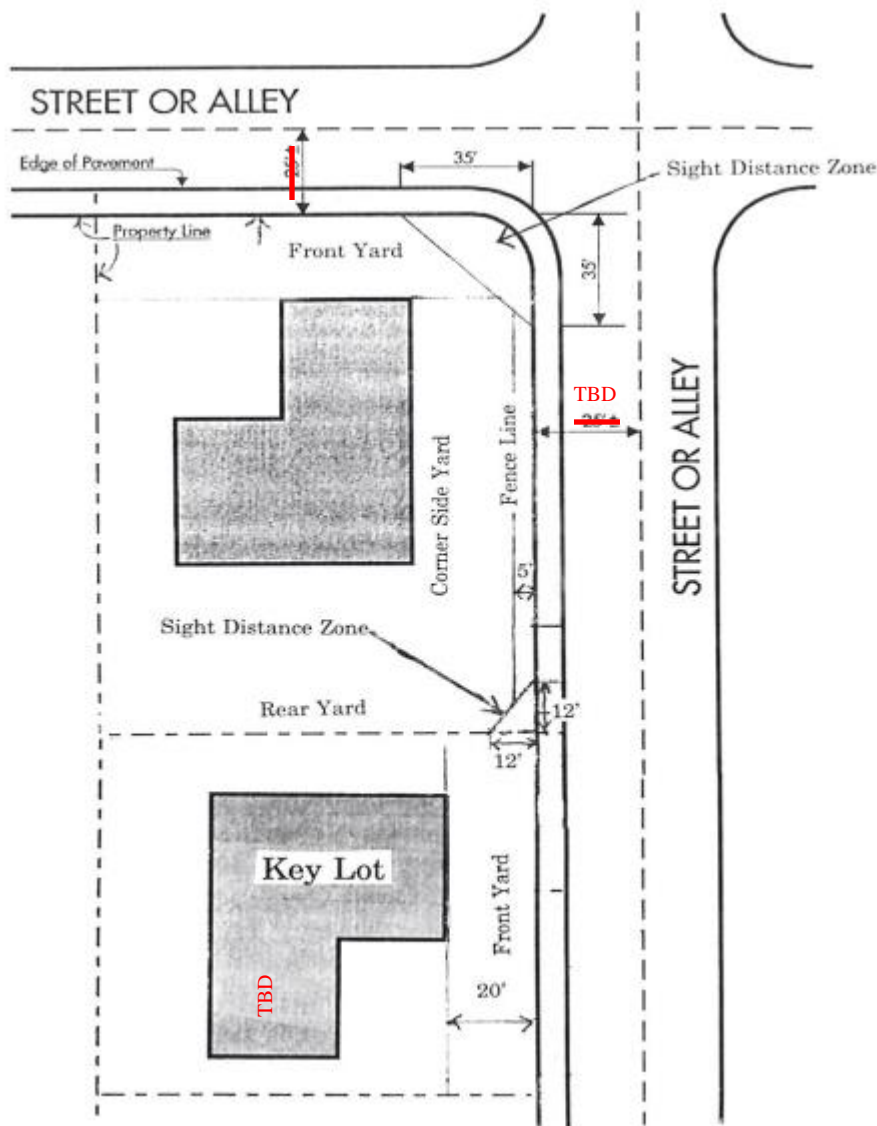 STREET OR ALLEY
35'
25'±
Edge of Pavement
Sight Distance Zone
Property Line
Front Yard
35'
TBD
25'±
STREET OR ALLEY
Fence Line
Corner Side Yard
5'
Sight Distance Zone
Rear Yard
12'
12'
Key Lot
Front Yard
TBD
20'